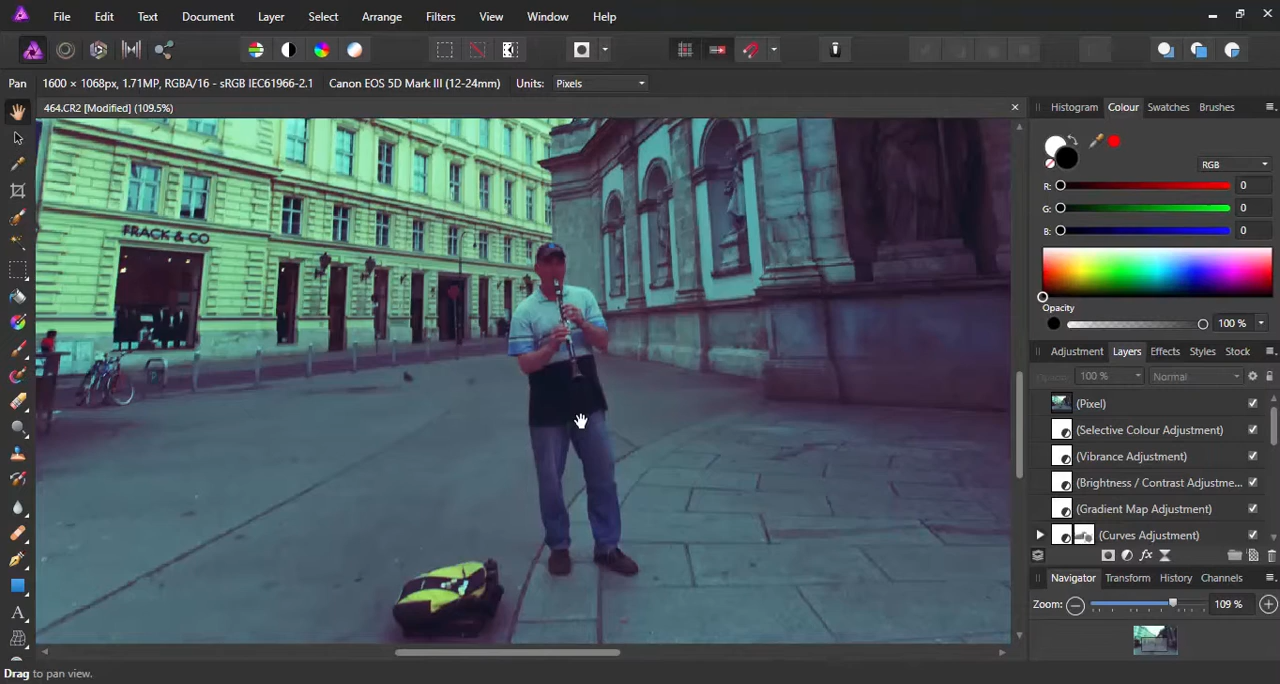 File Edit Text Document Layer Select Arrange Filters View Window Help
Pan 1600 × 1068px, 1.71MP, RGBA/16 - sRGB IEC61966-2.1 Canon EOS 5D Mark III (12-24mm) Units: Pixels
464.CR2 [Modified] (109.5%)
Histogram Colour Swatches Brushes
RGB
R: 0
G: 0
B: 0
Opacity
100 %
FRACK & CO
Adjustment Layers Effects Styles Stock
Opacity: 100 % Normal
(Pixel)
(Selective Colour Adjustment)
(Vibrance Adjustment)
(Brightness / Contrast Adjustme...
(Gradient Map Adjustment)
(Curves Adjustment)
Navigator Transform History Channels
Zoom: 109 %
Drag to pan view.